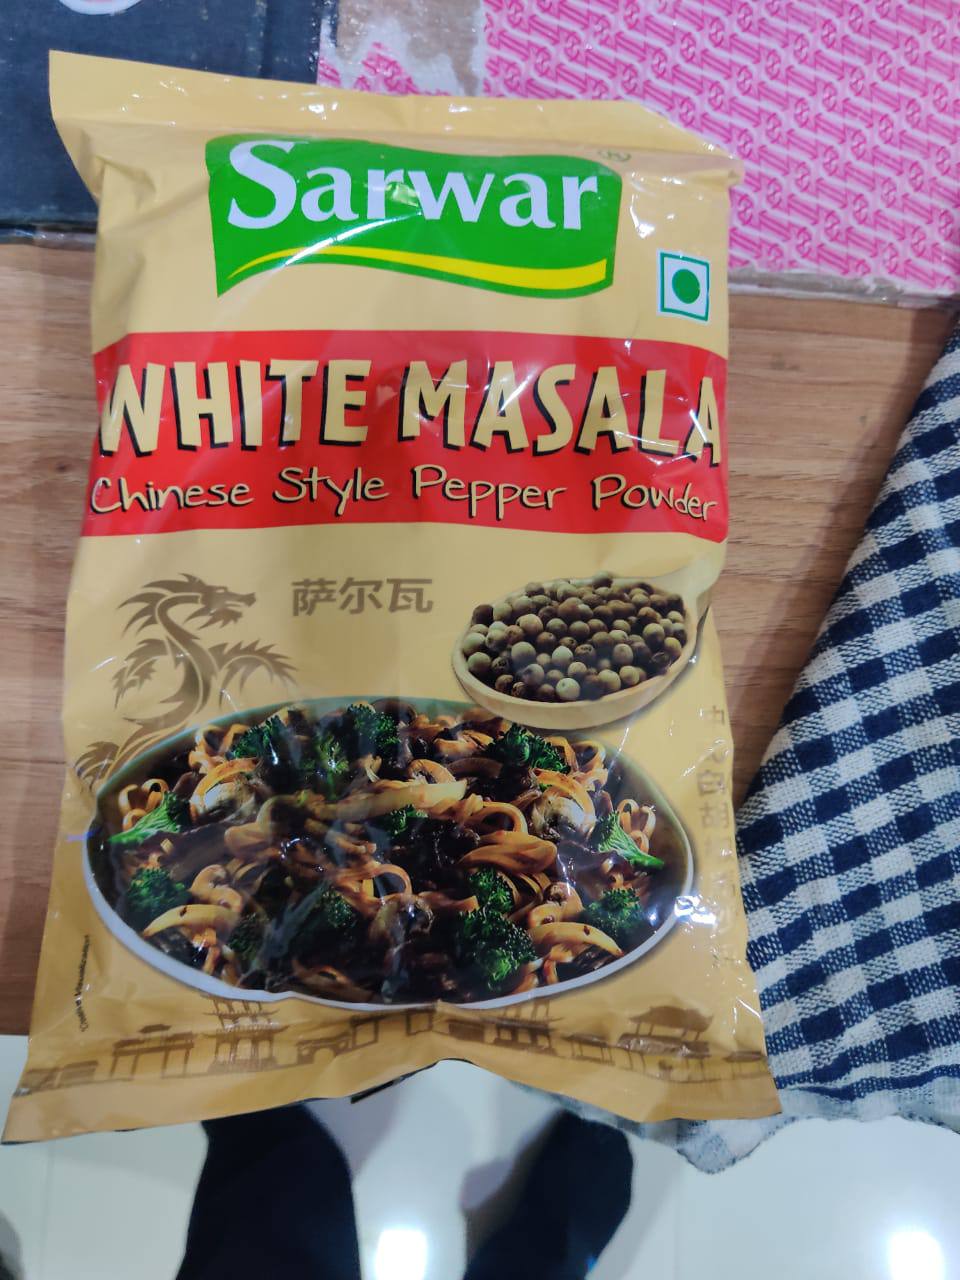 Sarwar
WHITE MASALA
Chinese Style Pepper Powder
萨尔瓦